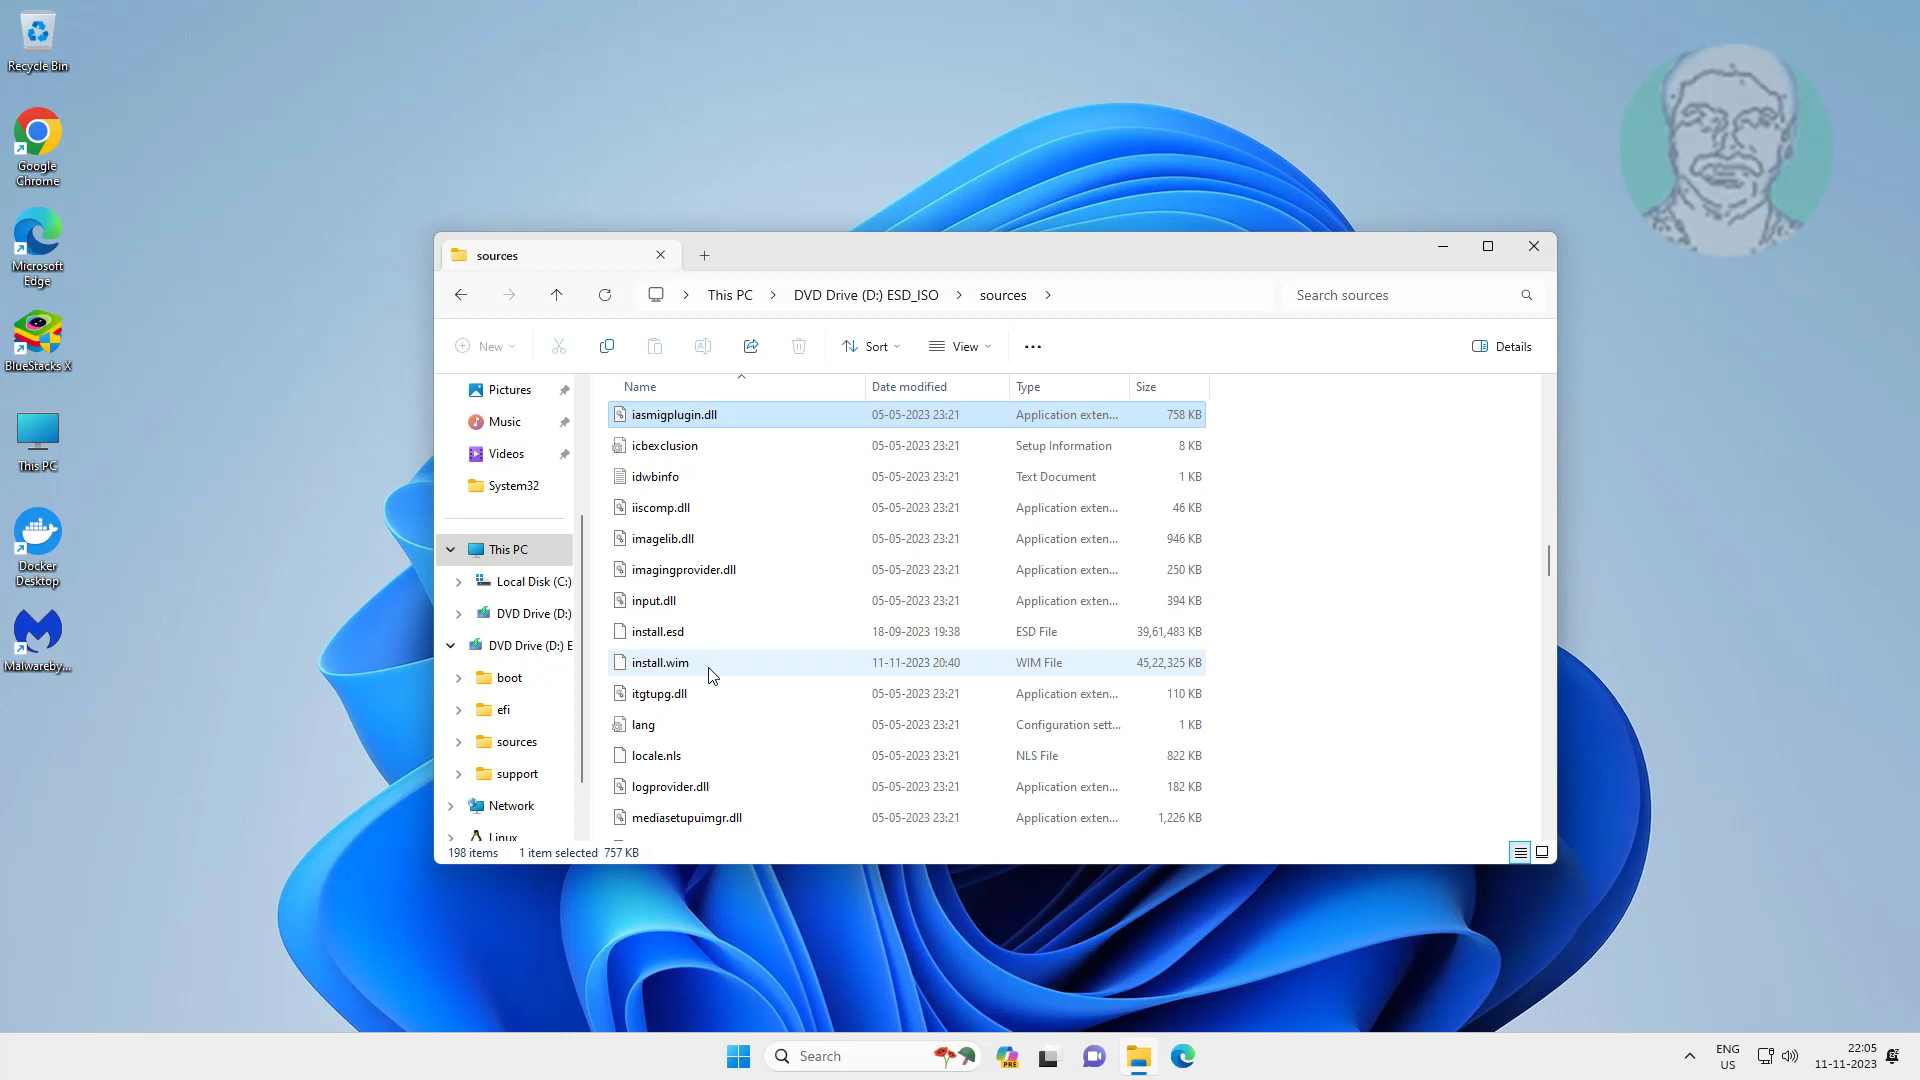 Recycle Bin
Google
Chrome
Microsoft
Edge
BlueStacks X
This PC
Docker
Desktop
Malwareby...
sources
This PC
DVD Drive (D:) ESD_ISO
sources
Search sources
New
Sort
View
Details
Pictures
Music
Videos
System32
This PC
Local Disk (C:)
DVD Drive (D:)
DVD Drive (D:) E
boot
efi
sources
support
Network
Linux
Name Date modified Type Size
iasmigplugin.dll 05-05-2023 23:21 Application exten... 758 KB
icbexclusion 05-05-2023 23:21 Setup Information 8 KB
idwbinfo 05-05-2023 23:21 Text Document 1 KB
iiscomp.dll 05-05-2023 23:21 Application exten... 46 KB
imagelib.dll 05-05-2023 23:21 Application exten... 946 KB
imagingprovider.dll 05-05-2023 23:21 Application exten... 250 KB
input.dll 05-05-2023 23:21 Application exten... 394 KB
install.esd 18-09-2023 19:38 ESD File 39,61,483 KB
install.wim 11-11-2023 20:40 WIM File 45,22,325 KB
itgtupg.dll 05-05-2023 23:21 Application exten... 110 KB
lang 05-05-2023 23:21 Configuration sett... 1 KB
locale.nls 05-05-2023 23:21 NLS File 822 KB
logprovider.dll 05-05-2023 23:21 Application exten... 182 KB
mediasetupuimgr.dll 05-05-2023 23:21 Application exten... 1,226 KB
198 items 1 item selected 757 KB
Search
PRE
ENG
US
22:05
11-11-2023